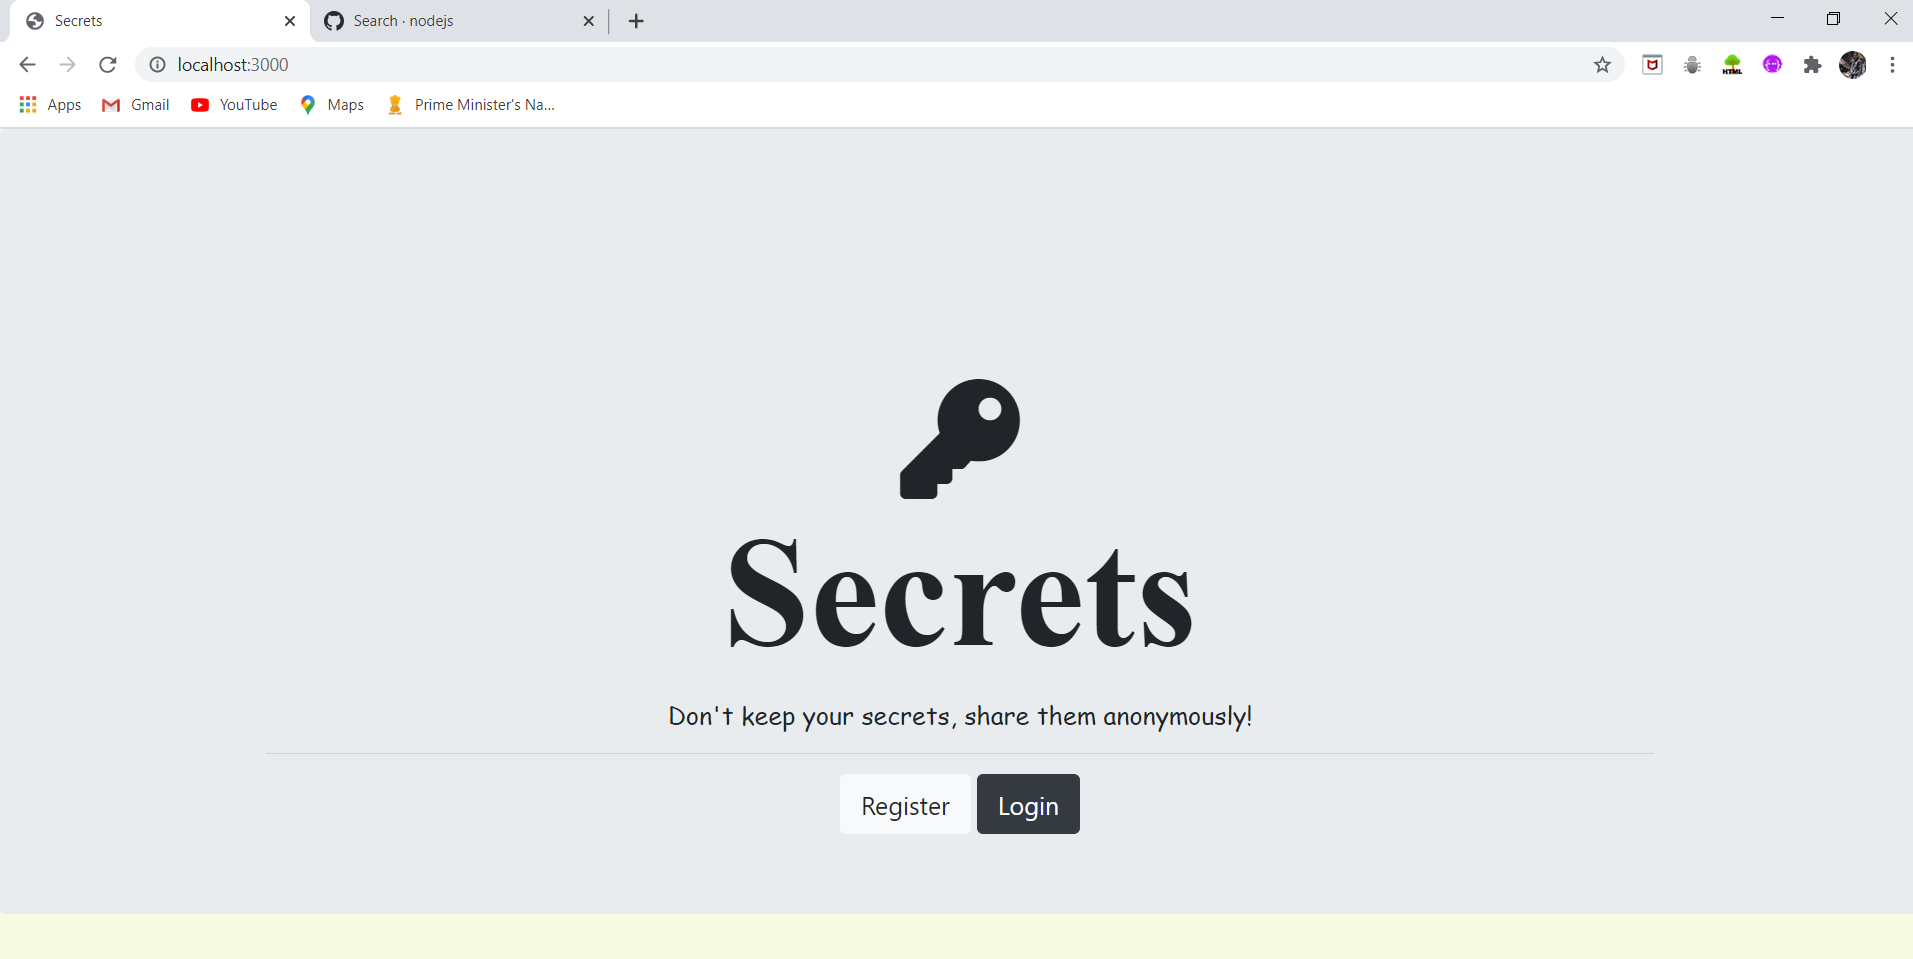 Secrets
Search · nodejs
localhost:3000
HTML
Apps
Gmail
YouTube
Maps
Prime Minister's Na...
Secrets
Don't keep your secrets, share them anonymously!
Register
Login